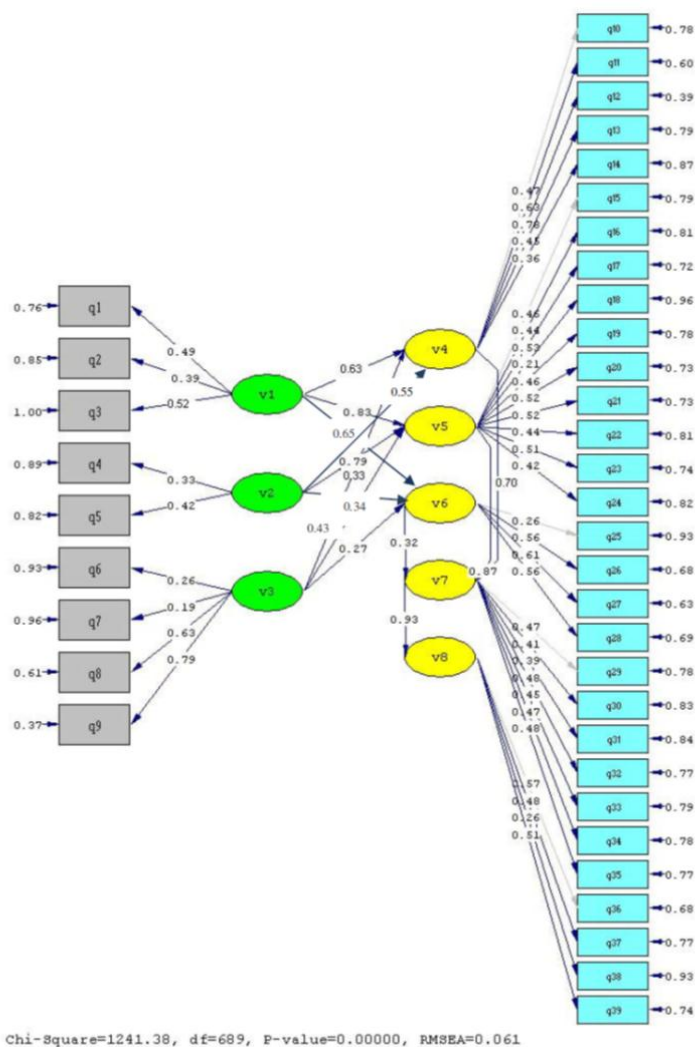 q10 0.78
q11 0.60
q12 0.39
q13 0.79
q14 0.87
q15 0.79
q16 0.81
q17 0.72
q18 0.96
q19 0.78
q20 0.73
q21 0.73
q22 0.81
q23 0.74
q24 0.82
q25 0.93
q26 0.68
q27 0.63
q28 0.69
q29 0.78
q30 0.83
q31 0.84
q32 0.77
q33 0.79
q34 0.78
q35 0.77
q36 0.68
q37 0.77
q38 0.93
q39 0.74
0.76 q1
0.85 q2
1.00 q3
0.89 q4
0.82 q5
0.93 q6
0.96 q7
0.61 q8
0.37 q9
0.49
0.39
0.52
0.33
0.42
0.26
0.19
0.63
0.79
v1
v2
v3
0.63
0.55
0.83
0.65
0.79
0.33
0.34
0.43
0.27
v4
v5
v6
v7
v8
0.32
0.93
0.70
0.87
0.47
0.63
0.78
0.45
0.36
0.46
0.44
0.53
0.21
0.46
0.52
0.52
0.44
0.51
0.42
0.26
0.56
0.61
0.56
0.47
0.41
0.39
0.48
0.45
0.47
0.48
0.57
0.48
0.26
0.51
Chi-Square=1241.38, df=689, P-value=0.00000, RMSEA=0.061